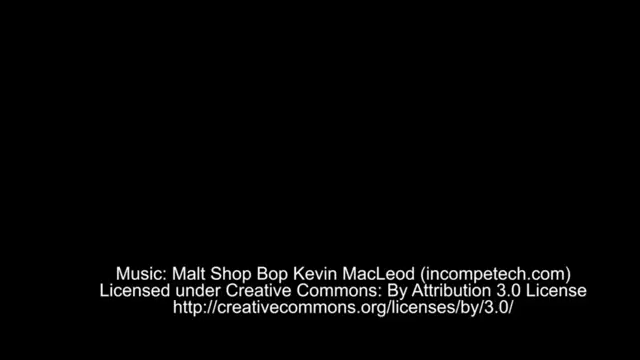 Music: Malt Shop Bop Kevin MacLeod (incompetech.com)
Licensed under Creative Commons: By Attribution 3.0 License
http://creativecommons.org/licenses/by/3.0/